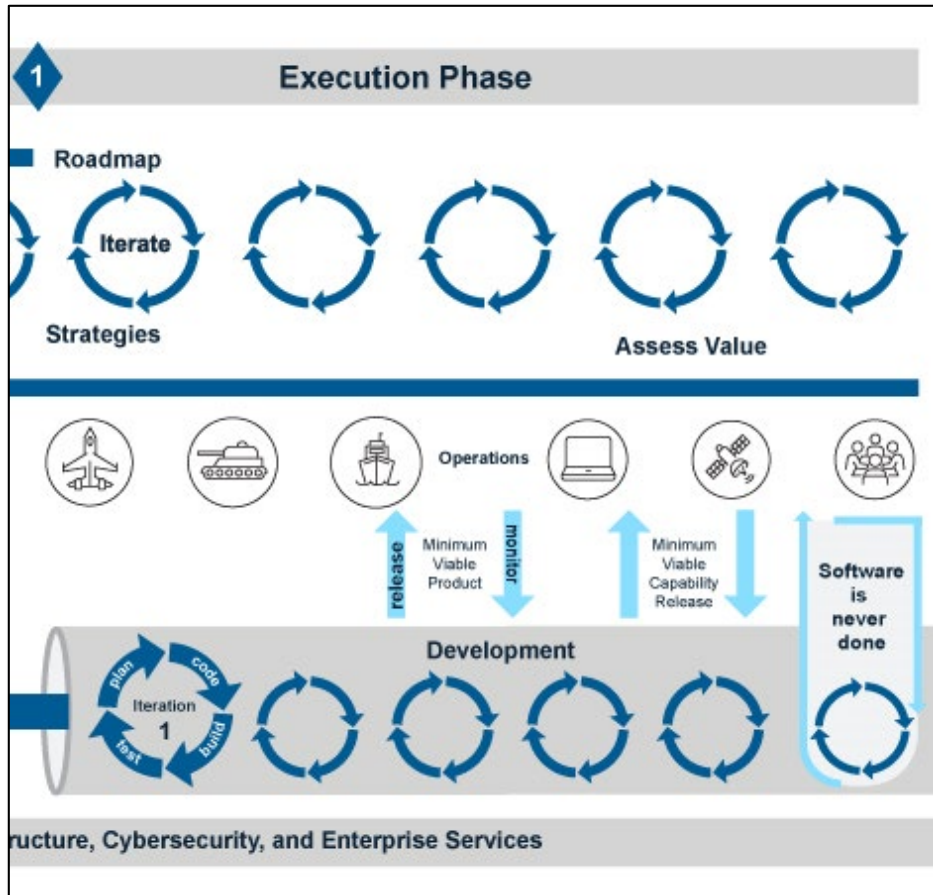 1
Execution Phase
Roadmap
Iterate
Strategies
Assess Value
Operations
release
Minimum
Viable
Product
monitor
Minimum
Viable
Capability
Release
Software
is
never
done
Development
plan
code
build
test
Iteration
1
ructure, Cybersecurity, and Enterprise Services